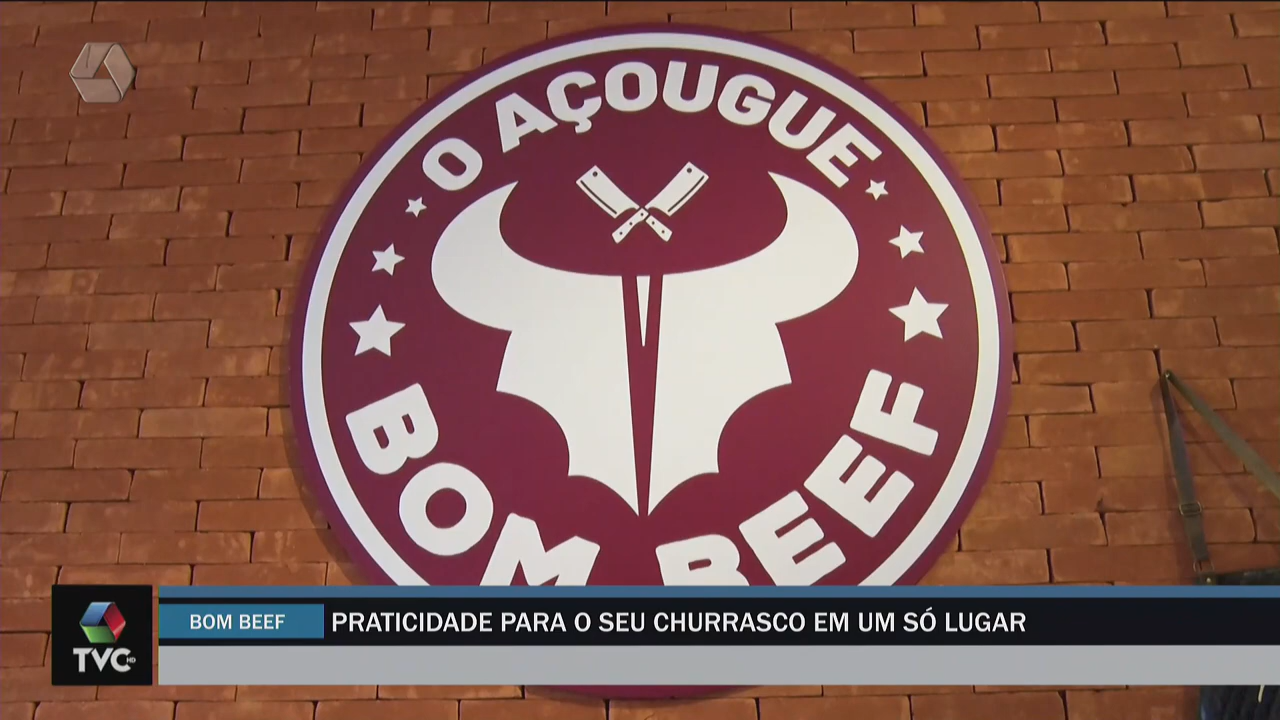 O AÇOUGUE
BOM BEEF
BOM BEEF
PRATICIDADE PARA O SEU CHURRASCO EM UM SÓ LUGAR
TVC HD